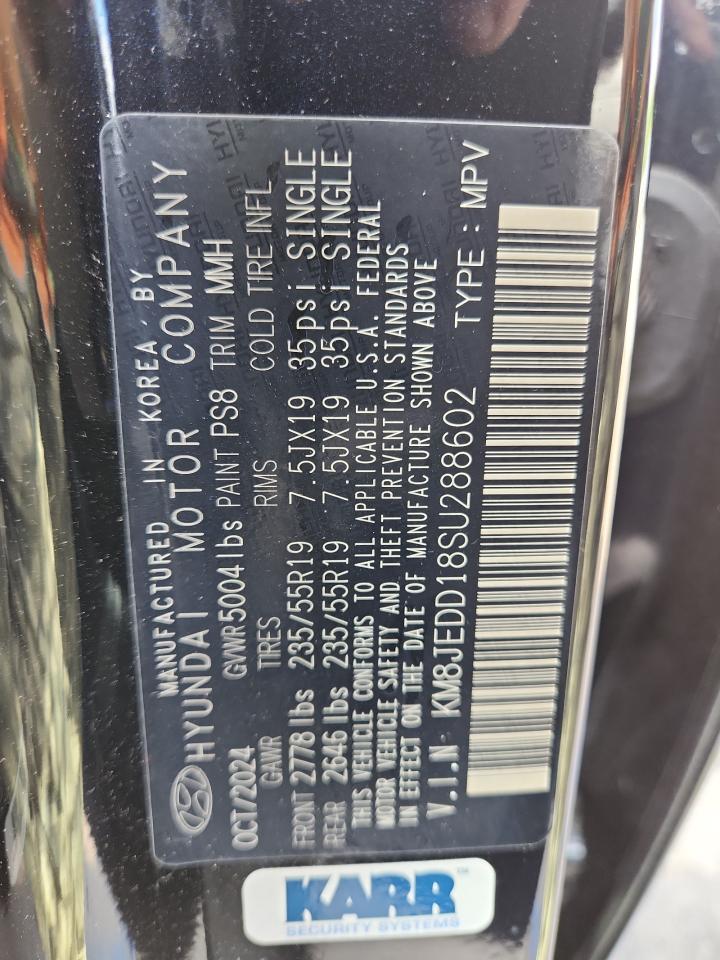 MANUFACTURED IN KOREA BY
HYUNDAI MOTOR COMPANY
OCT/2024 GVWR5004lbs PAINT PS8 TRIM MMH
GAWR TIRES RIMS COLD TIRE INFL
FRONT 2778 lbs 235/55R19 7.5JX19 35psi SINGLE
REAR 2646 lbs 235/55R19 7.5JX19 35psi SINGLE
THIS VEHICLE CONFORMS TO ALL APPLICABLE U.S.A. FEDERAL
MOTOR VEHICLE SAFETY AND THEFT PREVENTION STANDARDS
IN EFFECT ON THE DATE OF MANUFACTURE SHOWN ABOVE
V.I.N KM8JEDD18SU288602 TYPE : MPV
KARR™
SECURITY SYSTEMS